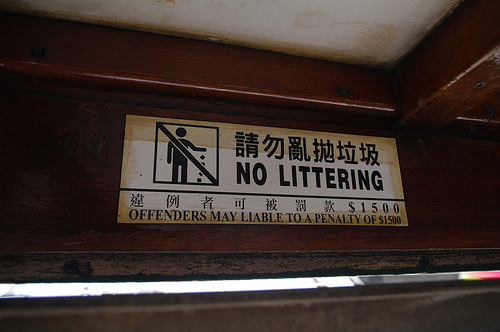 請勿亂拋垃圾
NO LITTERING
違例者可被罰款 $1500
OFFENDERS MAY LIABLE TO A PENALTY OF $1500